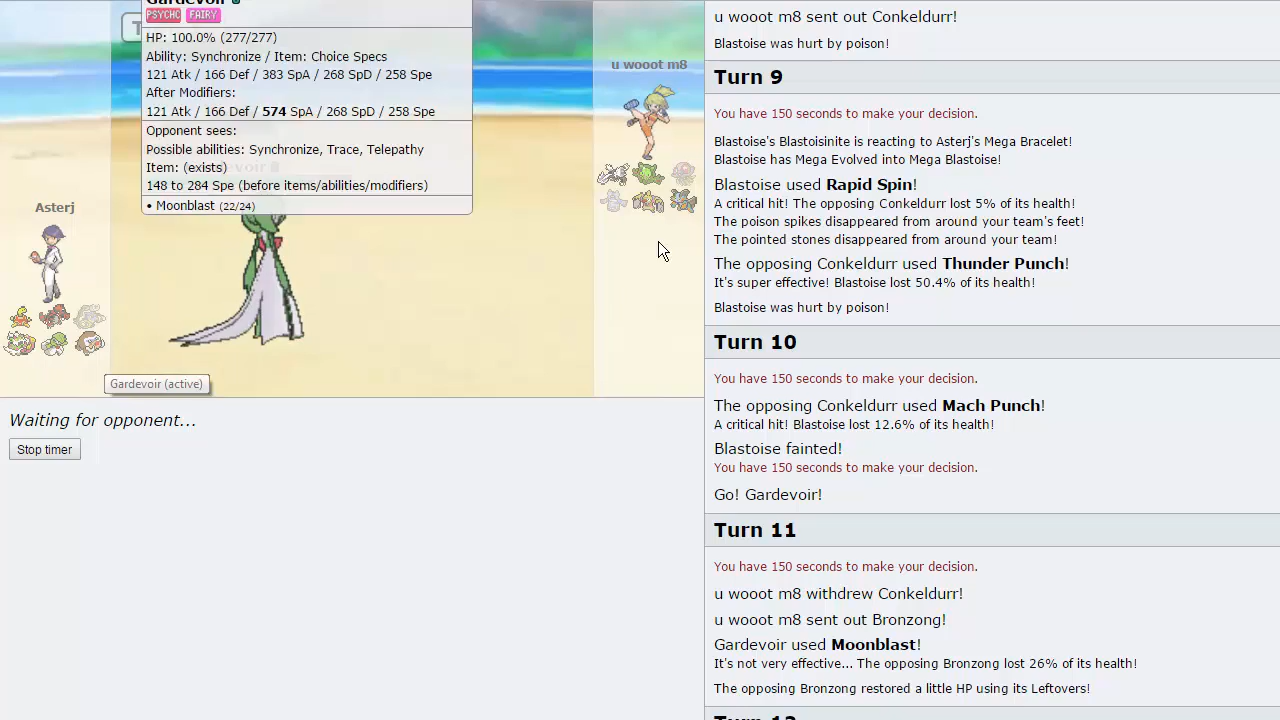 Gardevoir
PSYCHC FAIRY
HP: 100.0% (277/277)
Ability: Synchronize / Item: Choice Specs
121 Atk / 166 Def / 383 SpA / 268 SpD / 258 Spe
After Modifiers:
121 Atk / 166 Def / 574 SpA / 268 SpD / 258 Spe
Opponent sees:
Possible abilities: Synchronize, Trace, Telepathy
Item: (exists)
148 to 284 Spe (before items/abilities/modifiers)
• Moonblast (22/24)
u wooot m8
Asterj
Gardevoir (active)
Waiting for opponent...
Stop timer
u wooot m8 sent out Conkeldurr!
Blastoise was hurt by poison!
Turn 9
You have 150 seconds to make your decision.
Blastoise's Blastoisinite is reacting to Asterj's Mega Bracelet!
Blastoise has Mega Evolved into Mega Blastoise!
Blastoise used Rapid Spin!
A critical hit! The opposing Conkeldurr lost 5% of its health!
The poison spikes disappeared from around your team's feet!
The pointed stones disappeared from around your team!
The opposing Conkeldurr used Thunder Punch!
It's super effective! Blastoise lost 50.4% of its health!
Blastoise was hurt by poison!
Turn 10
You have 150 seconds to make your decision.
The opposing Conkeldurr used Mach Punch!
A critical hit! Blastoise lost 12.6% of its health!
Blastoise fainted!
You have 150 seconds to make your decision.
Go! Gardevoir!
Turn 11
You have 150 seconds to make your decision.
u wooot m8 withdrew Conkeldurr!
u wooot m8 sent out Bronzong!
Gardevoir used Moonblast!
It's not very effective... The opposing Bronzong lost 26% of its health!
The opposing Bronzong restored a little HP using its Leftovers!
Turn 12